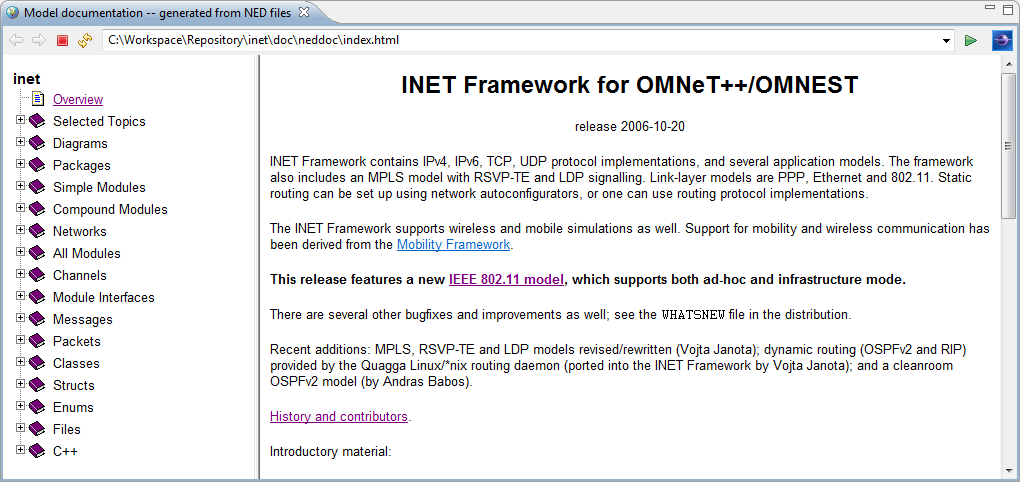 Model documentation -- generated from NED files
C:\Workspace\Repository\inet\doc\neddoc\index.html
inet
Overview
Selected Topics
Diagrams
Packages
Simple Modules
Compound Modules
Networks
All Modules
Channels
Module Interfaces
Messages
Packets
Classes
Structs
Enums
Files
C++
INET Framework for OMNeT++/OMNEST
release 2006-10-20
INET Framework contains IPv4, IPv6, TCP, UDP protocol implementations, and several application models. The framework
also includes an MPLS model with RSVP-TE and LDP signalling. Link-layer models are PPP, Ethernet and 802.11. Static
routing can be set up using network autoconfigurators, or one can use routing protocol implementations.
The INET Framework supports wireless and mobile simulations as well. Support for mobility and wireless communication has
been derived from the Mobility Framework.
This release features a new IEEE 802.11 model, which supports both ad-hoc and infrastructure mode.
There are several other bugfixes and improvements as well; see the WHATSNEW file in the distribution.
Recent additions: MPLS, RSVP-TE and LDP models revised/rewritten (Vojta Janota); dynamic routing (OSPFv2 and RIP)
provided by the Quagga Linux/*nix routing daemon (ported into the INET Framework by Vojta Janota); and a cleanroom
OSPFv2 model (by Andras Babos).
History and contributors.
Introductory material: